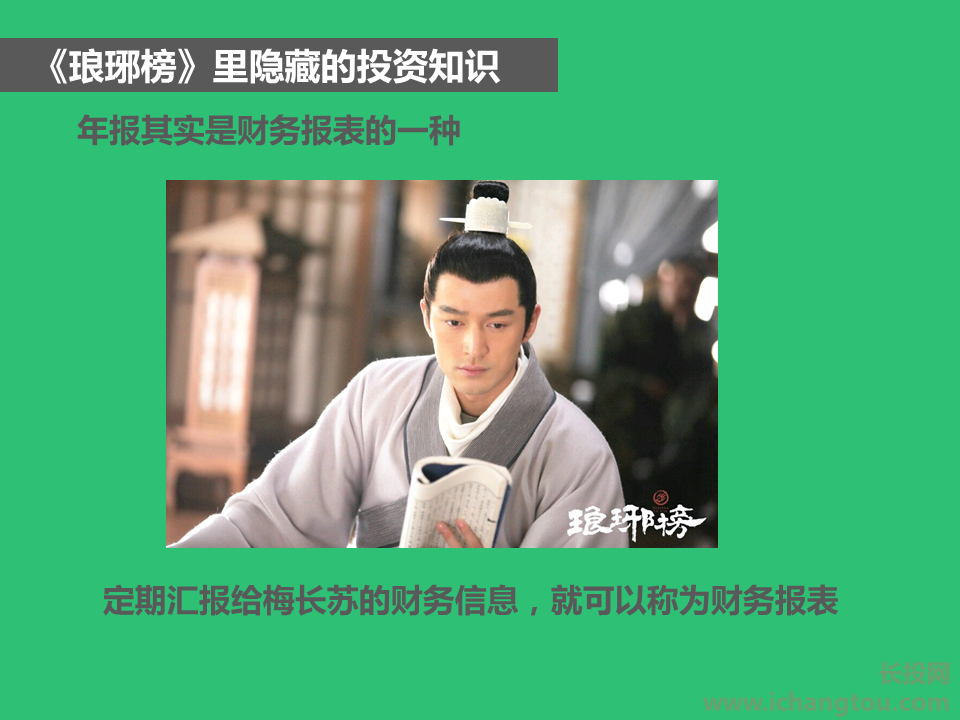 《琅琊榜》里隐藏的投资知识
年报其实是财务报表的一种
琅琊榜
定期汇报给梅长苏的财务信息，就可以称为财务报表
长投网
www.ichangtou.com